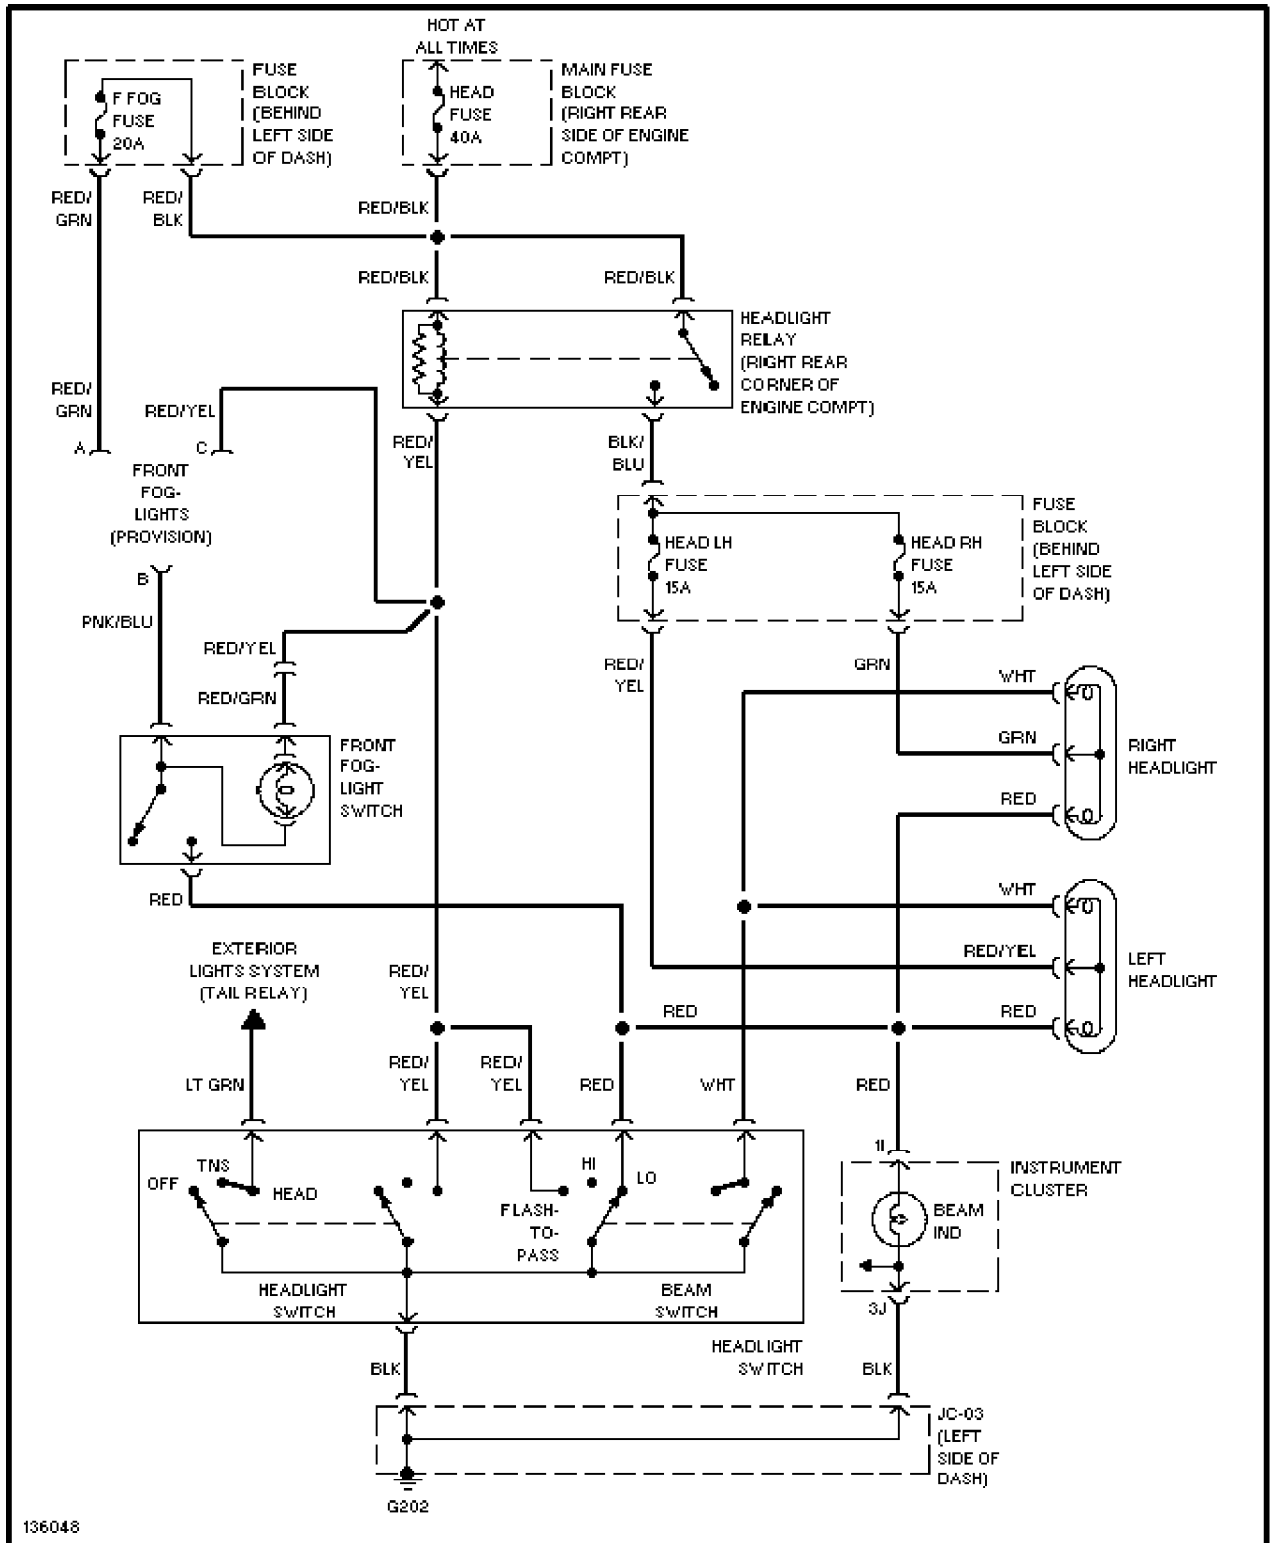 HOT AT
ALL TIMES
F FOG
FUSE
20A
FUSE
BLOCK
(BEHIND
LEFT SIDE
OF DASH)
HEAD
FUSE
40A
MAIN FUSE
BLOCK
(RIGHT REAR
SIDE OF ENGINE
COMPT)
RED/
GRN
RED/
BLK
RED/BLK
RED/BLK
RED/BLK
HEADLIGHT
RELAY
(RIGHT REAR
CORNER OF
ENGINE COMPT)
RED/
GRN
RED/YEL
A
C
FRONT
FOG-
LIGHTS
(PROVISION)
B
RED/
YEL
BLK/
BLU
HEAD LH
FUSE
15A
HEAD RH
FUSE
15A
FUSE
BLOCK
(BEHIND
LEFT SIDE
OF DASH)
PNK/BLU
RED/YEL
RED/GRN
RED/
YEL
GRN
WHT
GRN
RED
RIGHT
HEADLIGHT
FRONT
FOG-
LIGHT
SWITCH
RED
WHT
RED/YEL
RED
LEFT
HEADLIGHT
EXTERIOR
LIGHTS SYSTEM
(TAIL RELAY)
RED/
YEL
RED
LT GRN
RED/
YEL
RED/
YEL
RED
WHT
RED
OFF
TNS
HEAD
HI
LO
FLASH-
TO-
PASS
HEADLIGHT
SWITCH
BEAM
SWITCH
HEADLIGHT
SWITCH
1I
INSTRUMENT
CLUSTER
BEAM
IND
3J
BLK
BLK
JC-03
(LEFT
SIDE OF
DASH)
G202
136048